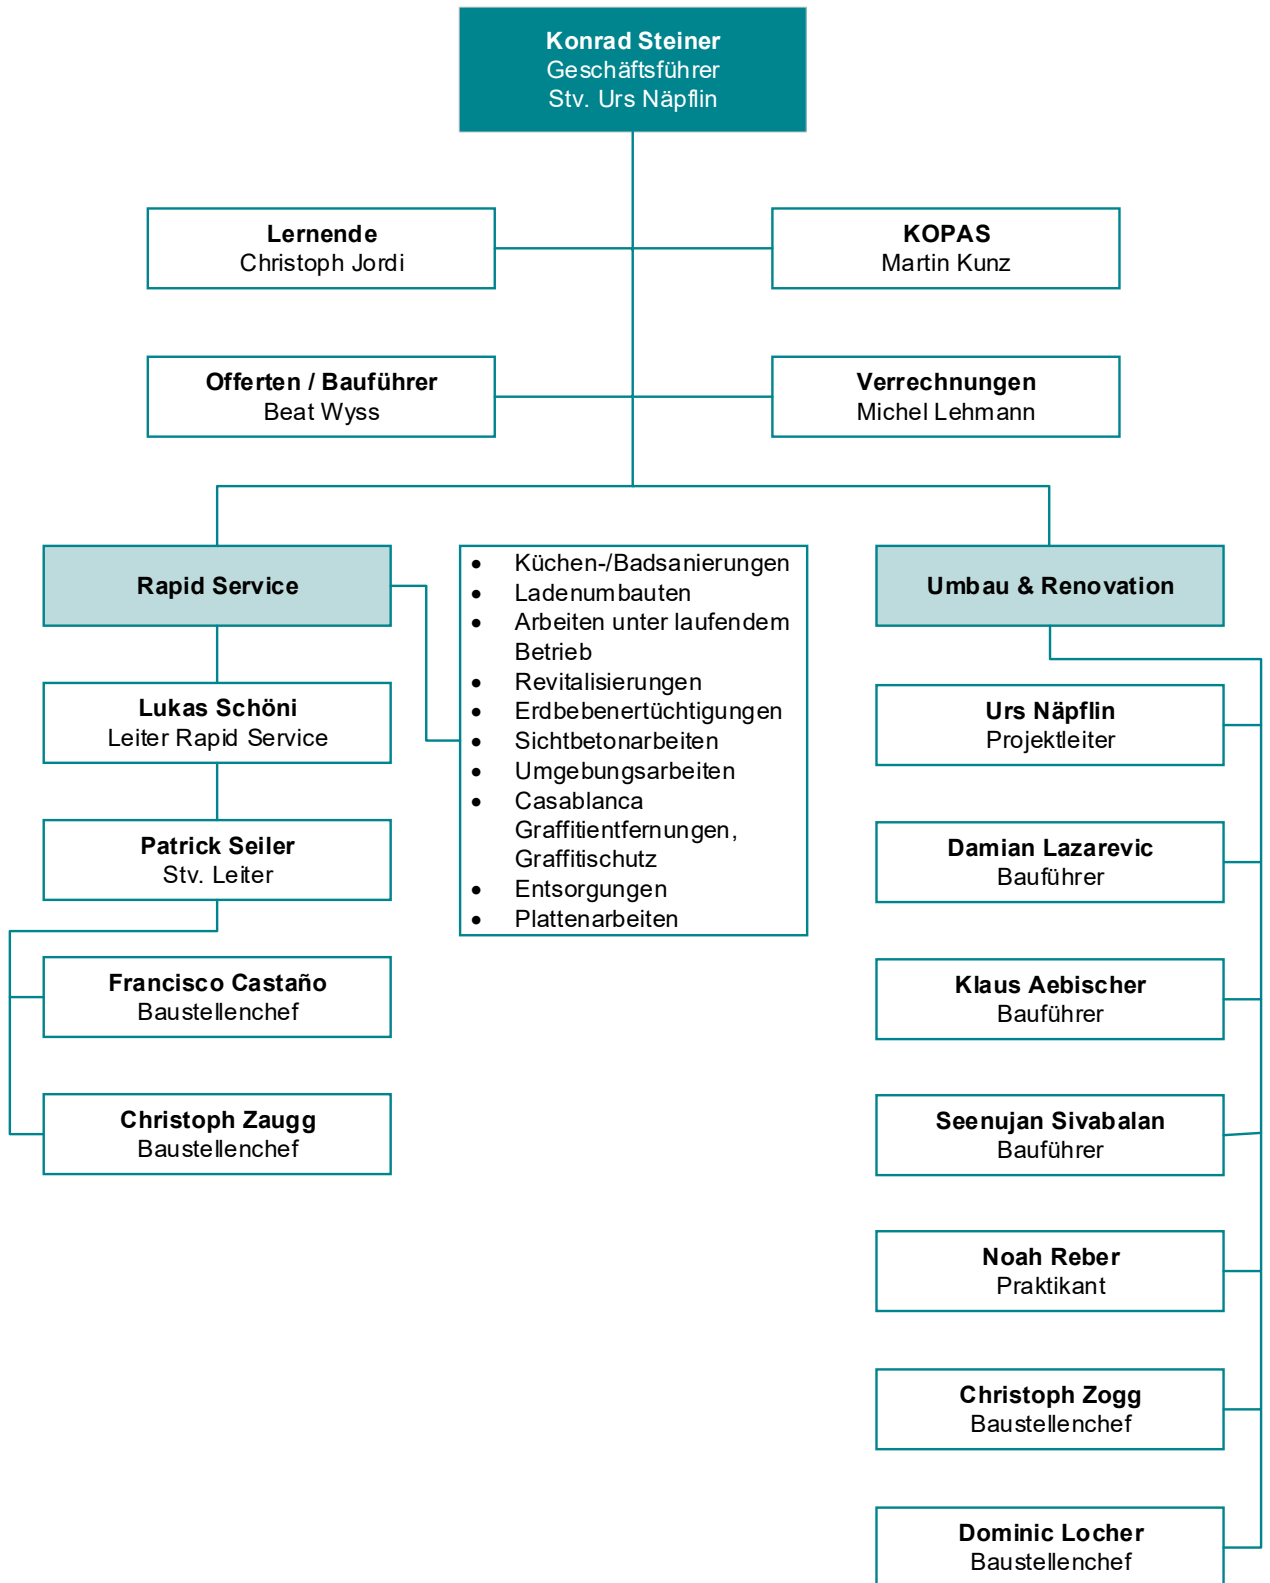 Konrad Steiner
Geschäftsführer
Stv. Urs Näpflin
Lernende
Christoph Jordi
KOPAS
Martin Kunz
Offerten / Bauführer
Beat Wyss
Verrechnungen
Michel Lehmann
Rapid Service
Lukas Schöni
Leiter Rapid Service
Patrick Seiler
Stv. Leiter
Francisco Castaño
Baustellenchef
Christoph Zaugg
Baustellenchef
• Küchen-/Badsanierungen
• Ladenumbauten
• Arbeiten unter laufendem
Betrieb
• Revitalisierungen
• Erdbebenertüchtigungen
• Sichtbetonarbeiten
• Umgebungsarbeiten
• Casablanca
Graffitientfernungen,
Graffitischutz
• Entsorgungen
• Plattenarbeiten
Umbau & Renovation
Urs Näpflin
Projektleiter
Damian Lazarevic
Bauführer
Klaus Aebischer
Bauführer
Seenujan Sivabalan
Bauführer
Noah Reber
Praktikant
Christoph Zogg
Baustellenchef
Dominic Locher
Baustellenchef